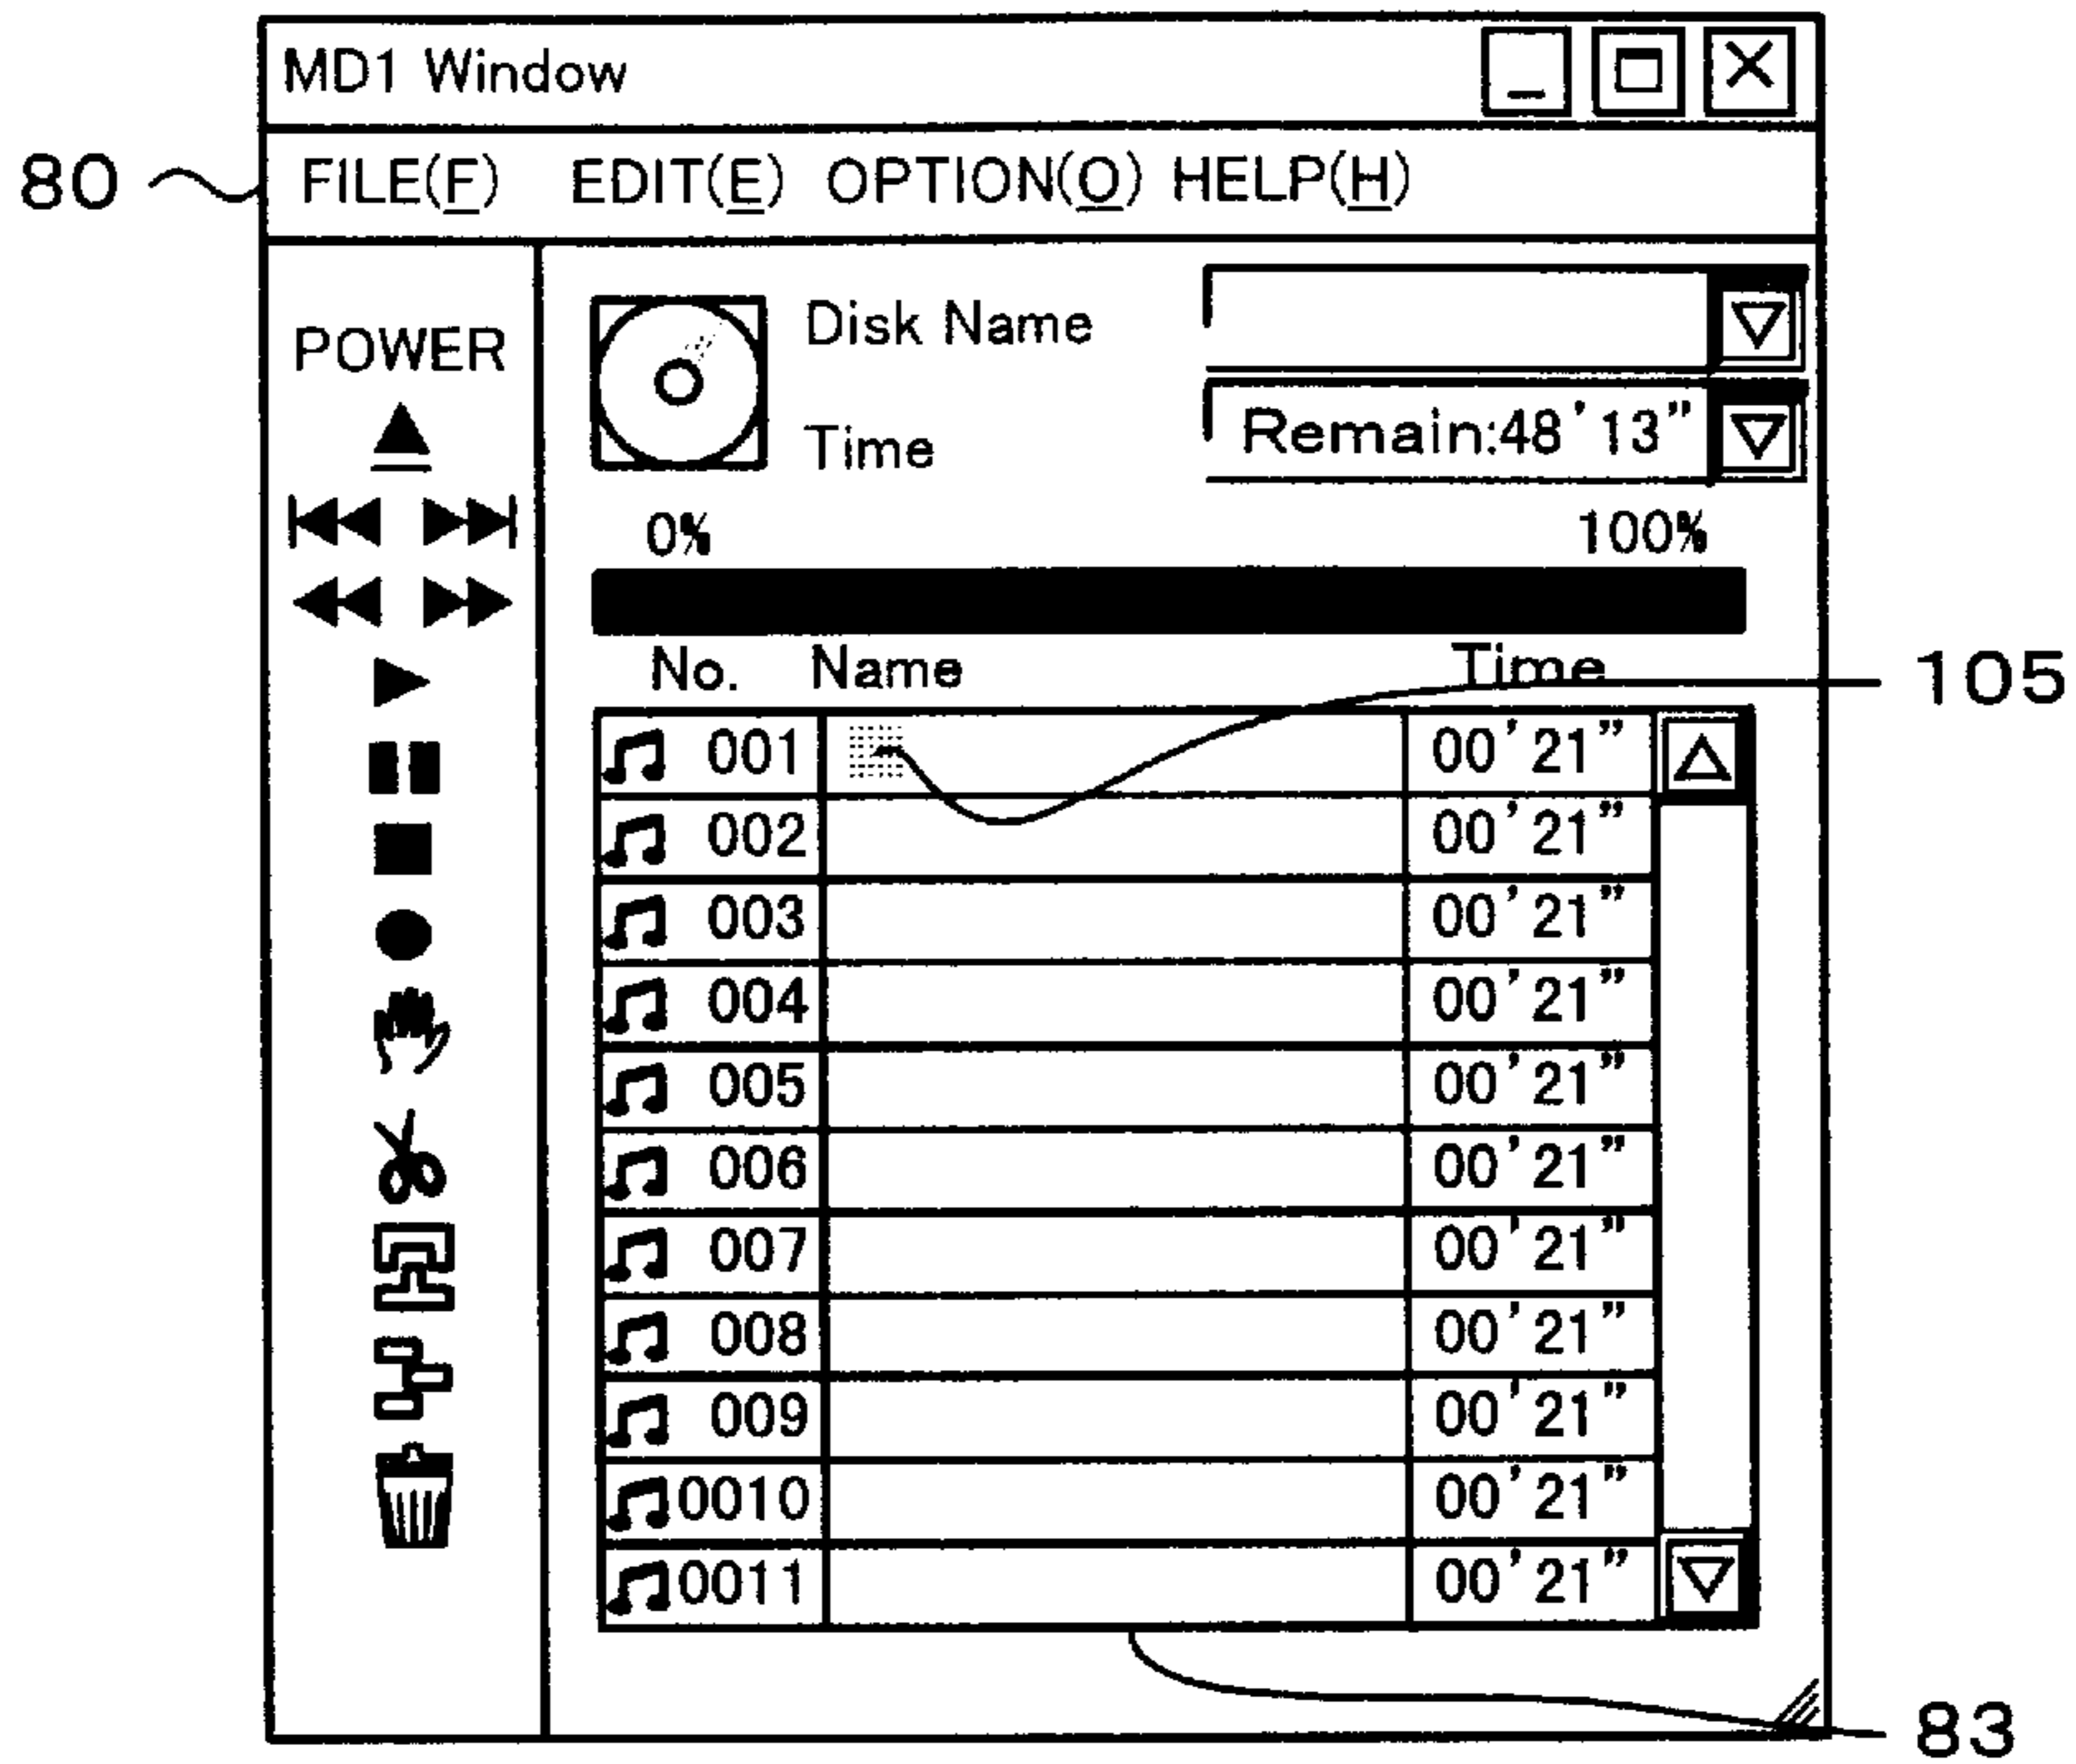 MD1 Window
80
FILE(F) EDIT(E) OPTION(O) HELP(H)
POWER
Disk Name
Time
Remain:48'13"
0% 100%
No. Name Time
105
001 00'21"
002 00'21"
003 00'21"
004 00'21"
005 00'21"
006 00'21"
007 00'21"
008 00'21"
009 00'21"
0010 00'21"
0011 00'21"
83